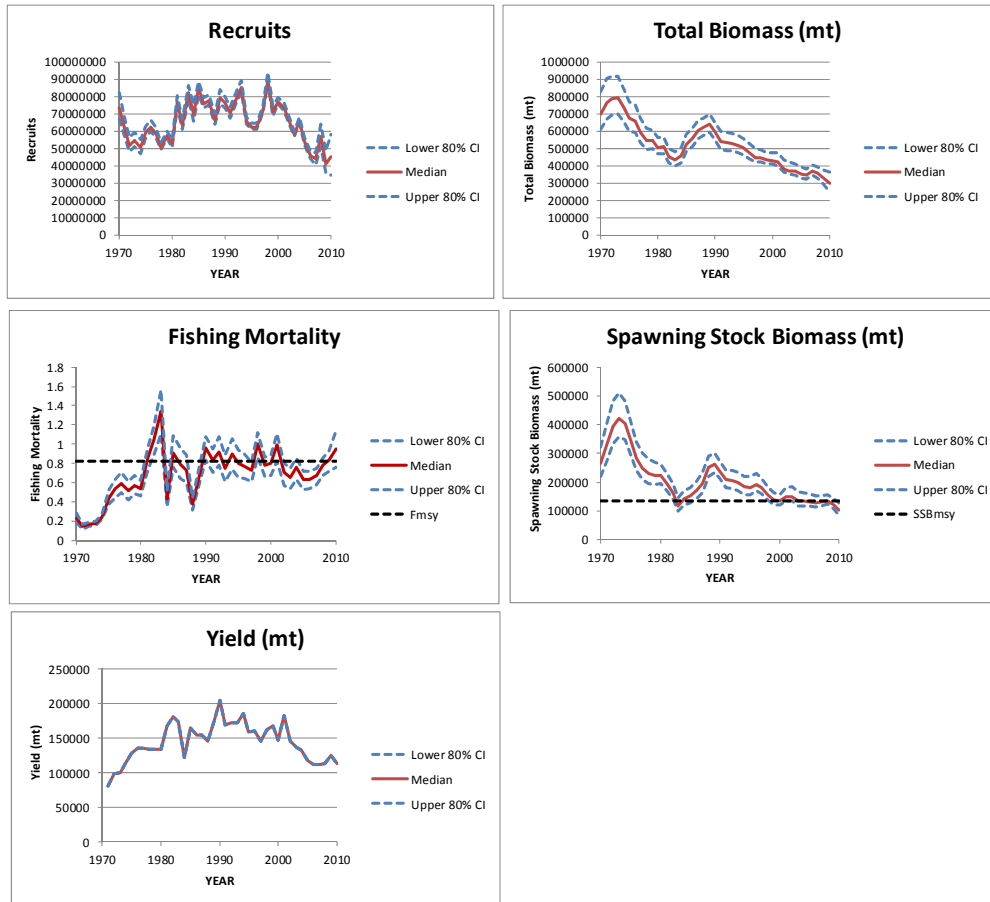 Recruits
100000000
90000000
80000000
70000000
60000000
50000000
40000000
30000000
20000000
10000000
0
Recruits
1970 1980 1990 2000 2010
YEAR
Lower 80% CI
Median
Upper 80% CI
Total Biomass (mt)
1000000
900000
800000
700000
600000
500000
400000
300000
200000
100000
0
Total Biomass (mt)
1970 1980 1990 2000 2010
YEAR
Lower 80% CI
Median
Upper 80% CI
Fishing Mortality
1.8
1.6
1.4
1.2
1
0.8
0.6
0.4
0.2
0
Fishing Mortality
1970 1980 1990 2000 2010
YEAR
Lower 80% CI
Median
Upper 80% CI
Fmsy
Spawning Stock Biomass (mt)
600000
500000
400000
300000
200000
100000
0
Spawning Stock Biomass (mt)
1970 1980 1990 2000 2010
YEAR
Lower 80% CI
Median
Upper 80% CI
SSBmsy
Yield (mt)
250000
200000
150000
100000
50000
0
Yield (mt)
1970 1980 1990 2000 2010
YEAR
Lower 80% CI
Median
Upper 80% CI